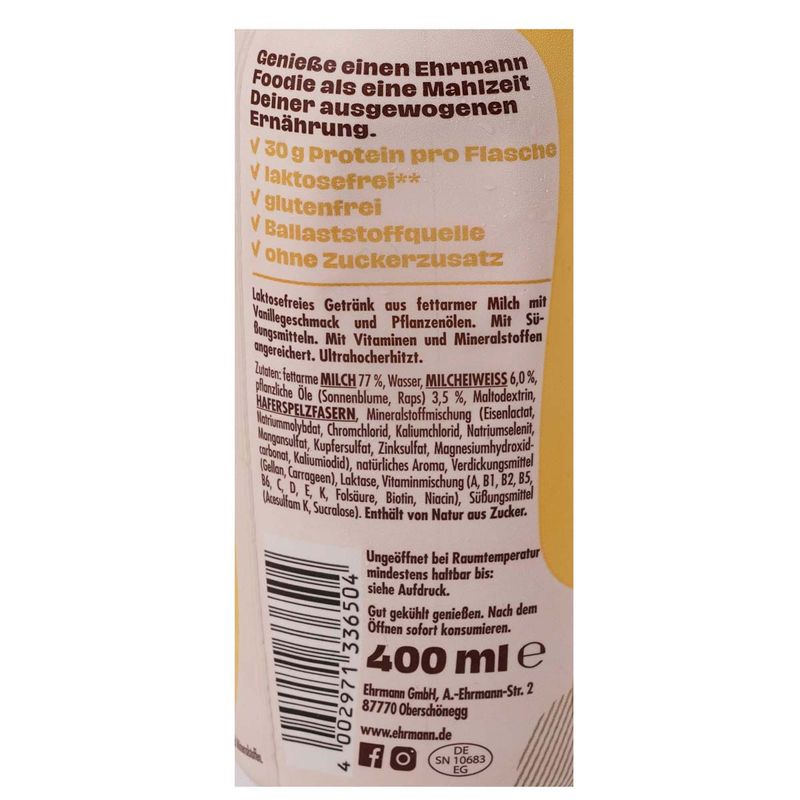 Genieße einen Ehrmann
Foodie als eine Mahlzeit
Deiner ausgewogenen
Ernährung.
✓ 30 g Protein pro Flasche
✓ laktosefrei**
✓ glutenfrei
✓ Ballaststoffquelle
✓ ohne Zuckerzusatz
Laktosefreies Getränk aus fettarmer Milch mit
Vanillegeschmack und Pflanzenölen. Mit Sü-
ßungsmitteln. Mit Vitaminen und Mineralstoffen
angereichert. Ultrahocherhitzt.
Zutaten: fettarme MILCH 77 %, Wasser, MILCHEIWEISS 6,0 %,
pflanzliche Öle (Sonnenblume, Raps) 3,5 %, Maltodextrin,
HAFERSPELZFASERN, Mineralstoffmischung (Eisenlactat,
Natriummolybdat, Chromchlorid, Kaliumchlorid, Natriumselenit,
Mangansulfat, Kupfersulfat, Zinksulfat, Magnesiumhydroxid-
carbonat, Kaliumiodid), natürliches Aroma, Verdickungsmittel
(Gellan, Carrageen), Laktase, Vitaminmischung (A, B1, B2, B5,
B6, C, D, E, K, Folsäure, Biotin, Niacin), Süßungsmittel
(Acesulfam K, Sucralose). Enthält von Natur aus Zucker.
Ungeöffnet bei Raumtemperatur
mindestens haltbar bis:
siehe Aufdruck.
Gut gekühlt genießen. Nach dem
Öffnen sofort konsumieren.
400 ml e
Ehrmann GmbH, A.-Ehrmann-Str. 2
87770 Oberschönegg
www.ehrmann.de
DE
SN 10683
EG
4 002971 336504